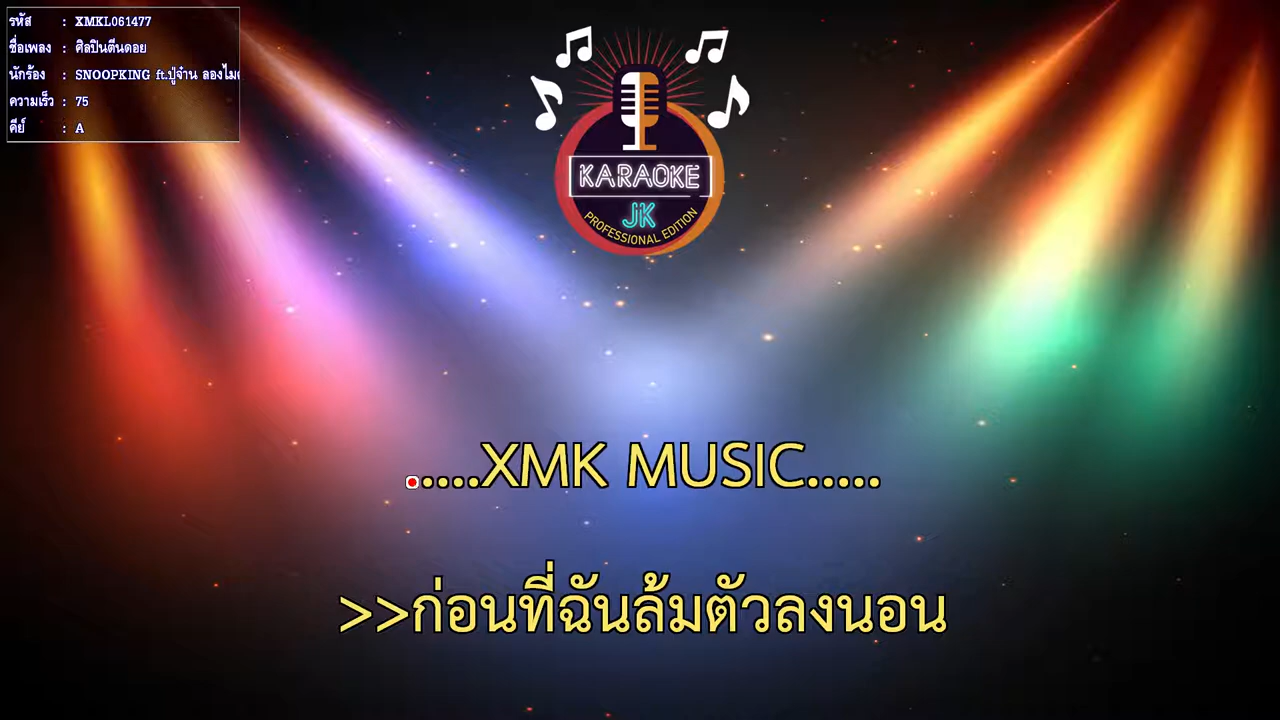 รหัส : XMKL061477
ชื่อเพลง : ศิลปินตีนดอย
นักร้อง : SNOOPKING ft.ปู่จ๋าน ลองไม
ความเร็ว : 75
คีย์ : A
KARAOKE
JK
PROFESSIONAL EDITION
.....XMK MUSIC.....
>>ก่อนที่ฉันล้มตัวลงนอน